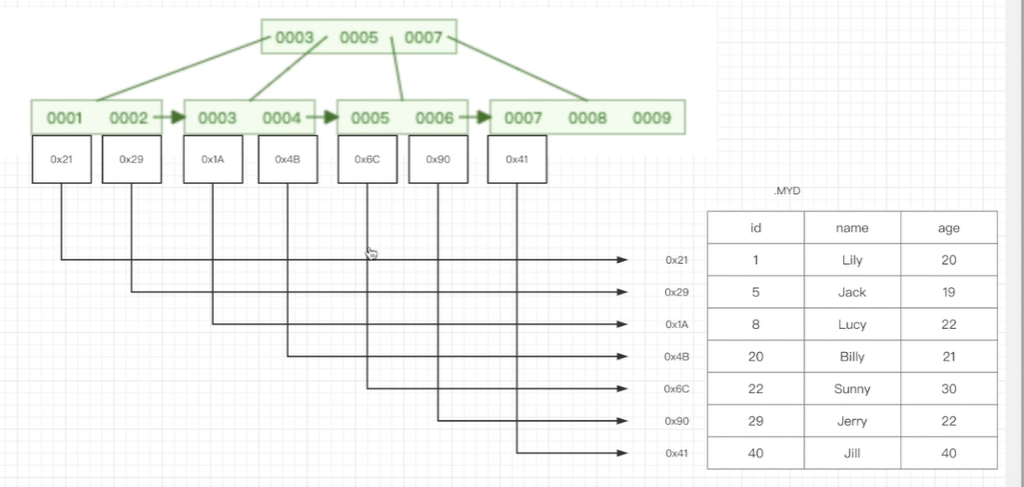 0003 0005 0007
0001 0002 0003 0004 0005 0006 0007 0008 0009
0x21 0x29 0x1A 0x4B 0x6C 0x90 0x41
.MYD
id name age
0x21 1 Lily 20
0x29 5 Jack 19
0x1A 8 Lucy 22
0x4B 20 Billy 21
0x6C 22 Sunny 30
0x90 29 Jerry 22
0x41 40 Jill 40